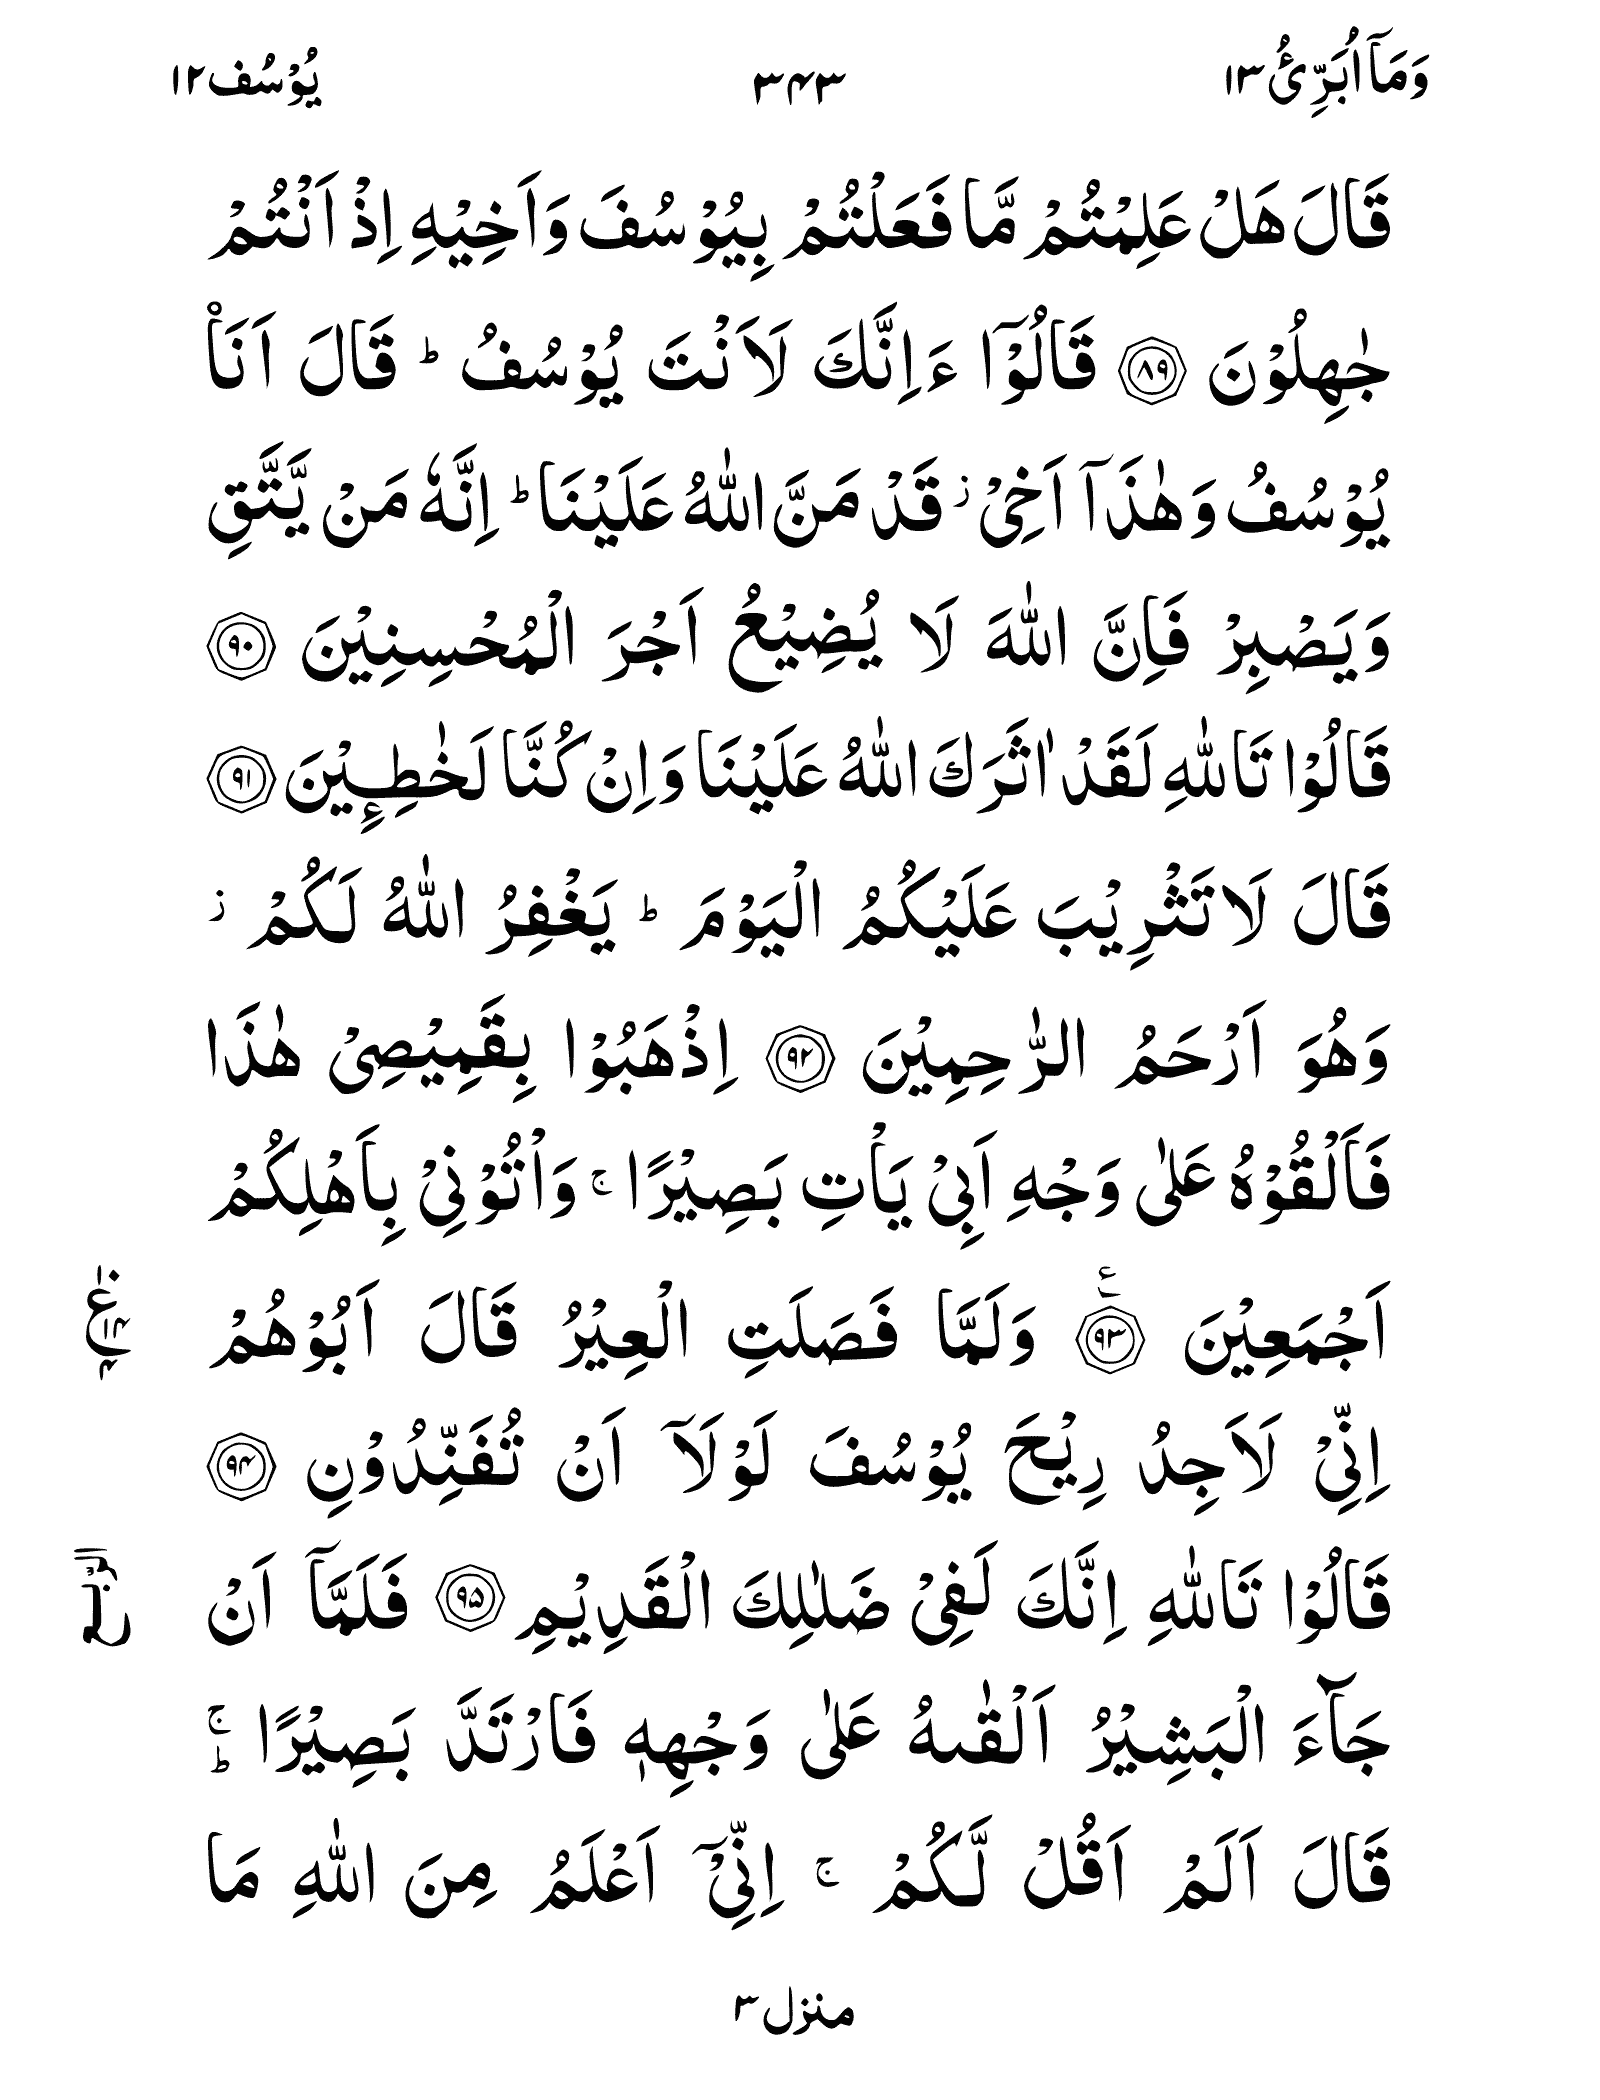 وَمَاۤ اُبَرِّئُ ١٣
٣٤٣
يُوْسُف ١٢
قَالَ هَلْ عَلِمْتُمْ مَّا فَعَلْتُمْ بِيُوْسُفَ وَاَخِيْهِ اِذْ اَنْتُمْ
جٰهِلُوْنَ ﴿٨٩﴾ قَالُوْۤا ءَاِنَّكَ لَاَنْتَ يُوْسُفُ ؕ قَالَ اَنَا۠
يُوْسُفُ وَهٰذَاۤ اَخِيْ ز قَدْ مَنَّ اللّٰهُ عَلَيْنَا ؕ اِنَّهٗ مَنْ يَّتَّقِ
وَيَصْبِرْ فَاِنَّ اللّٰهَ لَا يُضِيْعُ اَجْرَ الْمُحْسِنِيْنَ ﴿٩٠﴾
قَالُوْا تَاللّٰهِ لَقَدْ اٰثَرَكَ اللّٰهُ عَلَيْنَا وَاِنْ كُنَّا لَخٰطِـِٕيْنَ ﴿٩١﴾
قَالَ لَا تَثْرِيْبَ عَلَيْكُمُ الْيَوْمَ ؕ يَغْفِرُ اللّٰهُ لَكُمْ ز
وَهُوَ اَرْحَمُ الرّٰحِمِيْنَ ﴿٩٢﴾ اِذْهَبُوْا بِقَمِيْصِيْ هٰذَا
فَاَلْقُوْهُ عَلٰى وَجْهِ اَبِيْ يَاْتِ بَصِيْرًا ۚ وَاْتُوْنِيْ بِاَهْلِكُمْ
اَجْمَعِيْنَ ﴿٩٣﴾ ع وَلَمَّا فَصَلَتِ الْعِيْرُ قَالَ اَبُوْهُمْ
اِنِّيْ لَاَجِدُ رِيْحَ يُوْسُفَ لَوْلَاۤ اَنْ تُفَنِّدُوْنِ ﴿٩٤﴾
قَالُوْا تَاللّٰهِ اِنَّكَ لَفِيْ ضَلٰلِكَ الْقَدِيْمِ ﴿٩٥﴾ فَلَمَّاۤ اَنْ
جَآءَ الْبَشِيْرُ اَلْقٰىهُ عَلٰى وَجْهِهٖ فَارْتَدَّ بَصِيْرًا ۚؕ
قَالَ اَلَمْ اَقُلْ لَّكُمْ ۚ اِنِّيْۤ اَعْلَمُ مِنَ اللّٰهِ مَا
منزل ٣